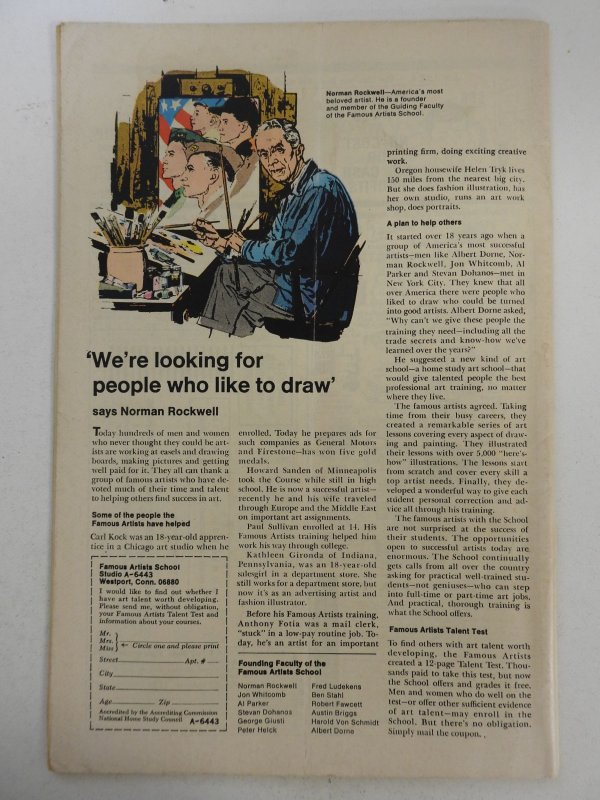 Norman Rockwell—America's most
beloved artist. He is a founder
and member of the Guiding Faculty
of the Famous Artists School.
'We're looking for
people who like to draw'
says Norman Rockwell
Today hundreds of men and women
who never thought they could be art-
ists are working at easels and drawing
boards, making pictures and getting
well paid for it. They all can thank a
group of famous artists who have de-
voted much of their time and talent
to helping others find success in art.
Some of the people the
Famous Artists have helped
Carl Kock was an 18-year-old appren-
tice in a Chicago art studio when he
enrolled. Today he prepares ads for
such companies as General Motors
and Firestone—has won five gold
medals.
Howard Sanden of Minneapolis
took the Course while still in high
school. He is now a successful artist—
recently he and his wife traveled
through Europe and the Middle East
on important art assignments.
Paul Sullivan enrolled at 14. His
Famous Artists training helped him
work his way through college.
Kathleen Gironda of Indiana,
Pennsylvania, was an 18-year-old
salesgirl in a department store. She
still works for a department store, but
now it's as an advertising artist and
fashion illustrator.
Before his Famous Artists training,
Anthony Fotia was a mail clerk,
"stuck" in a low-pay routine job. To-
day, he's an artist for an important
printing firm, doing exciting creative
work.
Oregon housewife Helen Tryk lives
150 miles from the nearest big city.
But she does fashion illustration, has
her own studio, runs an art work
shop, does portraits.
A plan to help others
It started over 18 years ago when a
group of America's most successful
artists—men like Albert Dorne, Nor-
man Rockwell, Jon Whitcomb, Al
Parker and Stevan Dohanos—met in
New York City. They knew that all
over America there were people who
liked to draw who could be turned
into good artists. Albert Dorne asked,
"Why can't we give these people the
training they need—including all the
trade secrets and know-how we've
learned over the years?"
He suggested a new kind of art
school—a home study art school—that
would give talented people the best
professional art training, no matter
where they live.
The famous artists agreed. Taking
time from their busy careers, they
created a remarkable series of art
lessons covering every aspect of draw-
ing and painting. They illustrated
their lessons with over 5,000 "here's-
how" illustrations. The lessons start
from scratch and cover every skill a
top artist needs. Finally, they de-
veloped a wonderful way to give each
student personal correction and ad-
vice all through his training.
The famous artists with the School
are not surprised at the success of
their students. The opportunities
open to successful artists today are
enormous. The School continually
gets calls from all over the country
asking for practical well-trained stu-
dents—not geniuses—who can step
into full-time or part-time art jobs.
And practical, thorough training is
what the School offers.
Famous Artists Talent Test
To find others with art talent worth
developing, the Famous Artists
created a 12-page Talent Test. Thou-
sands paid to take this test, but now
the School offers and grades it free.
Men and women who do well on the
test—or offer other sufficient evidence
of art talent—may enroll in the
School. But there's no obligation.
Simply mail the coupon.
Famous Artists School
Studio A-6443
Westport, Conn. 06880
I would like to find out whether I
have art talent worth developing.
Please send me, without obligation,
your Famous Artists Talent Test and
information about your courses.
Mr.
Mrs.
Miss
Circle one and please print
Street Apt. #
City
State
Age Zip
Accredited by the Accrediting Commission
National Home Study Council A-6443
Founding Faculty of the
Famous Artists School
Norman Rockwell
Jon Whitcomb
Al Parker
Stevan Dohanos
George Giusti
Peter Helck
Fred Ludekens
Ben Stahl
Robert Fawcett
Austin Briggs
Harold Von Schmidt
Albert Dorne